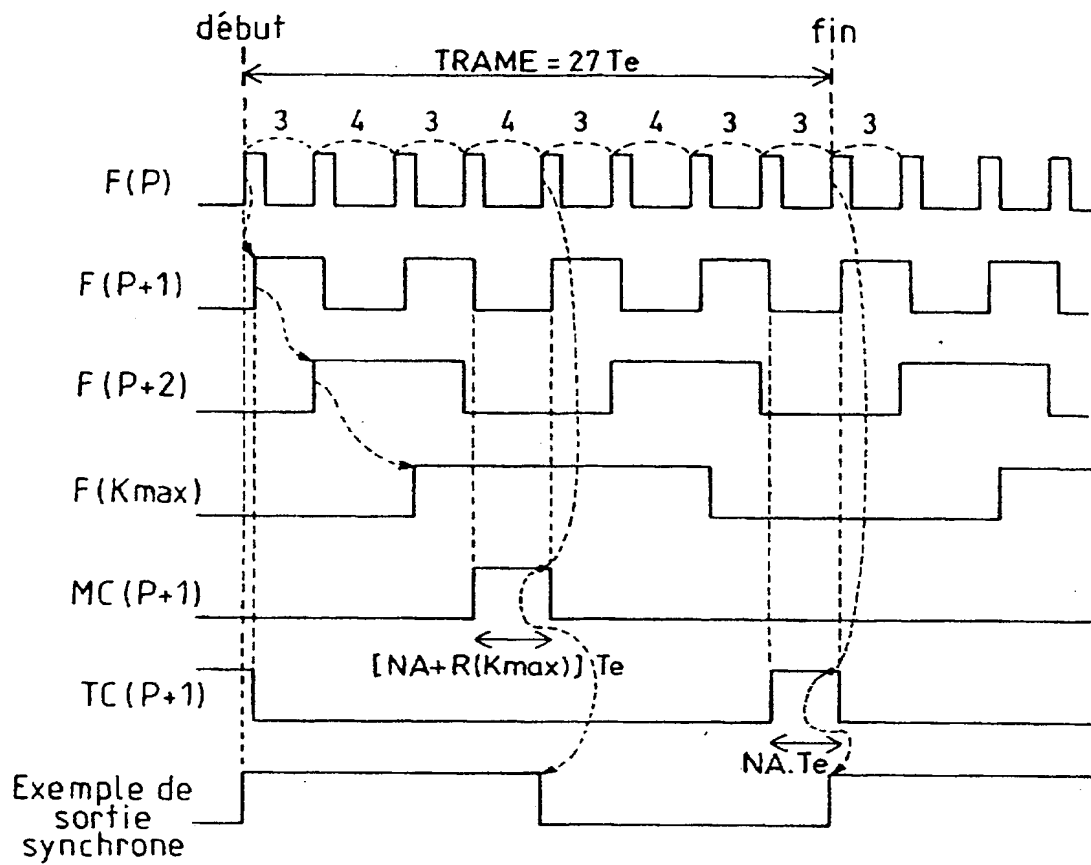 début
fin
TRAME = 27 Te
3 4 3 4 3 4 3 3 3
F(P)
F(P+1)
F(P+2)
F(Kmax)
MC(P+1)
[NA+R(Kmax)] Te
TC(P+1)
NA.Te
Exemple de
sortie
synchrone